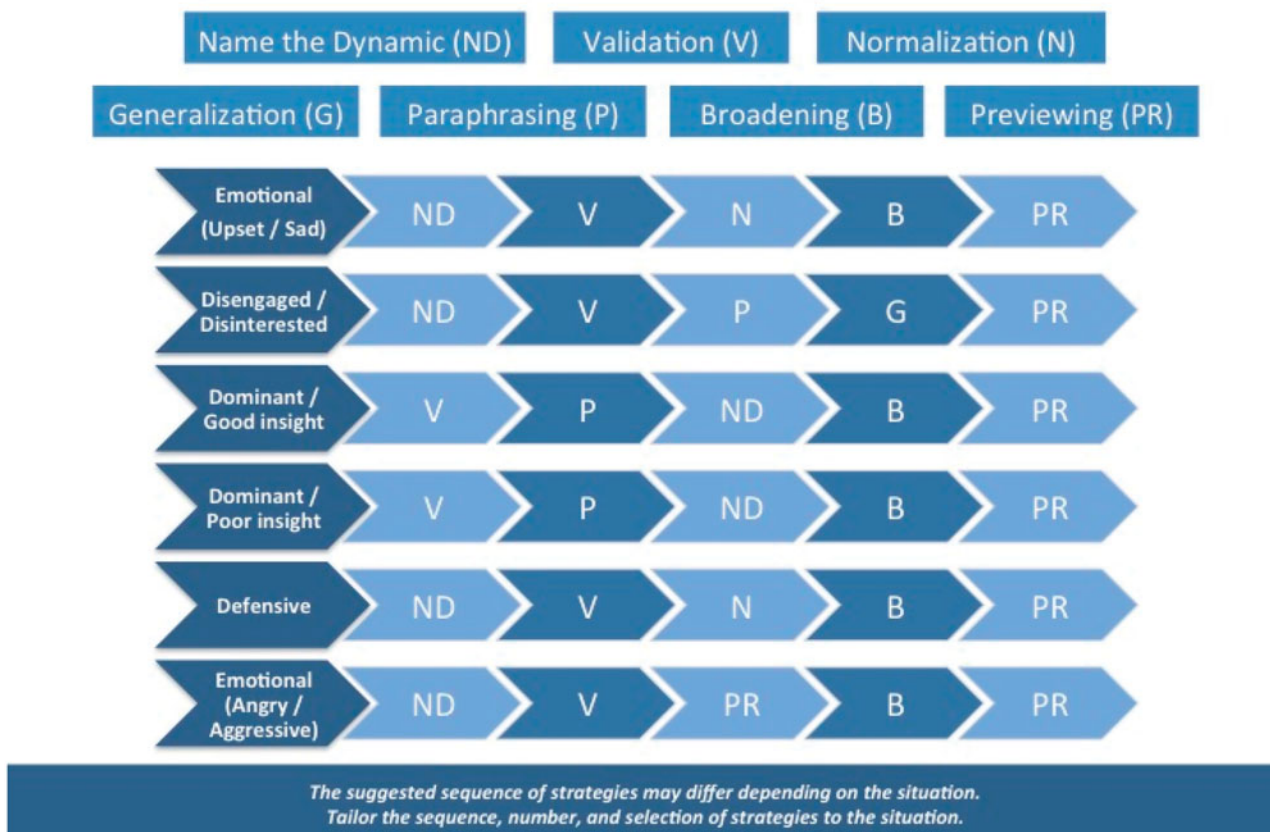 Name the Dynamic (ND) Validation (V) Normalization (N)
Generalization (G) Paraphrasing (P) Broadening (B) Previewing (PR)
Emotional
(Upset / Sad)
ND V N B PR
Disengaged /
Disinterested
ND V P G PR
Dominant /
Good insight
V P ND B PR
Dominant /
Poor insight
V P ND B PR
Defensive
ND V N B PR
Emotional
(Angry /
Aggressive)
ND V PR B PR
The suggested sequence of strategies may differ depending on the situation.
Tailor the sequence, number, and selection of strategies to the situation.